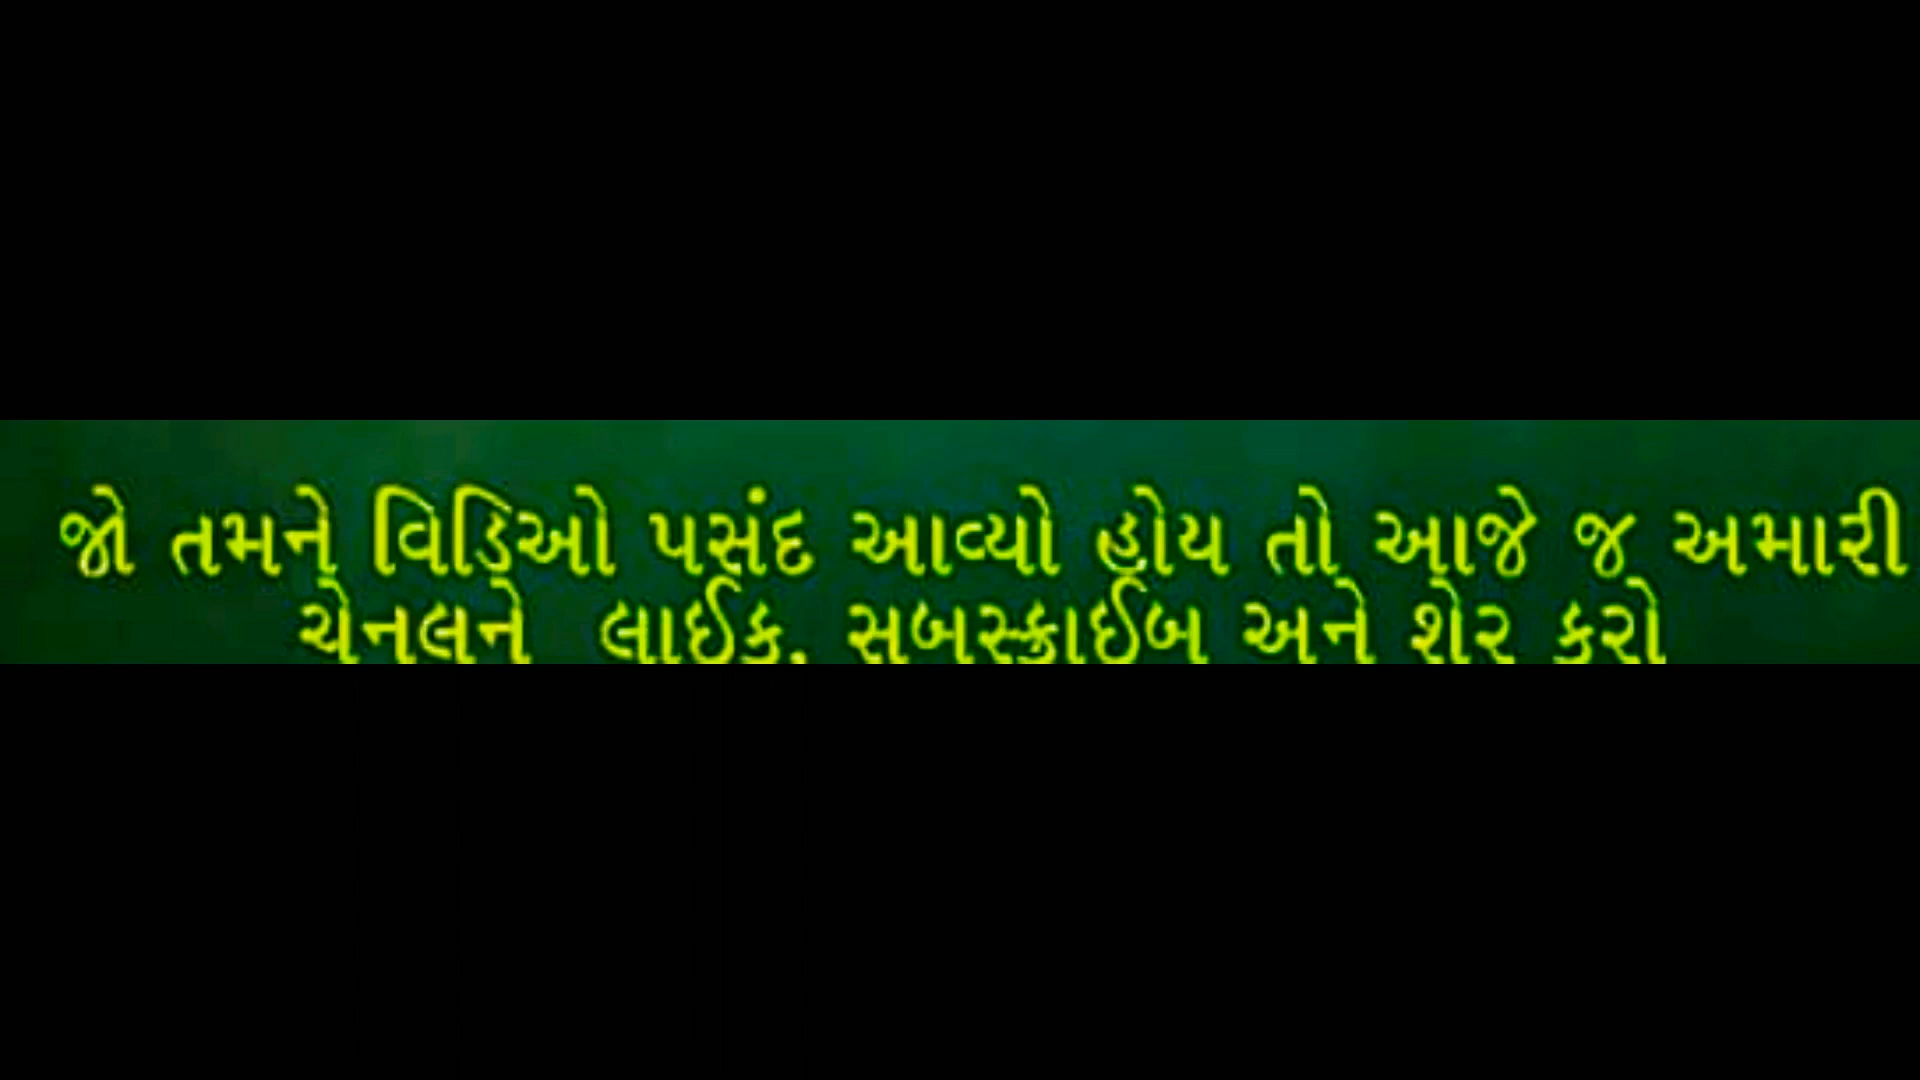 જો તમને વિડિઓ પસંદ આવ્યો હોય તો આજે જ અમારી
ચેનલને લાઈક, સબસ્ક્રાઈબ અને શેર કરો